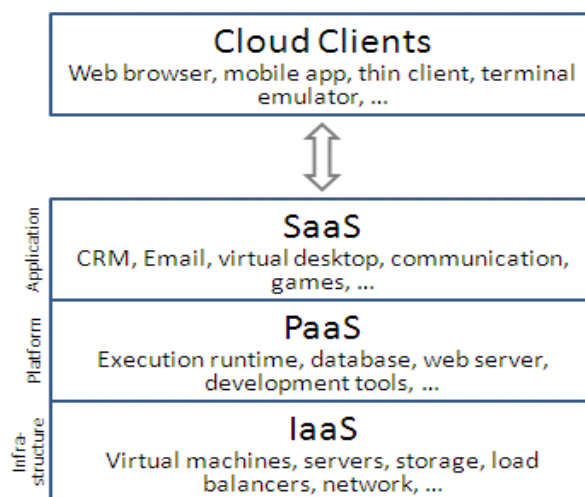 Cloud Clients
Web browser, mobile app, thin client, terminal
emulator, ...
Application
SaaS
CRM, Email, virtual desktop, communication,
games, ...
Platform
PaaS
Execution runtime, database, web server,
development tools, ...
Infra-
structure
IaaS
Virtual machines, servers, storage, load
balancers, network, ...